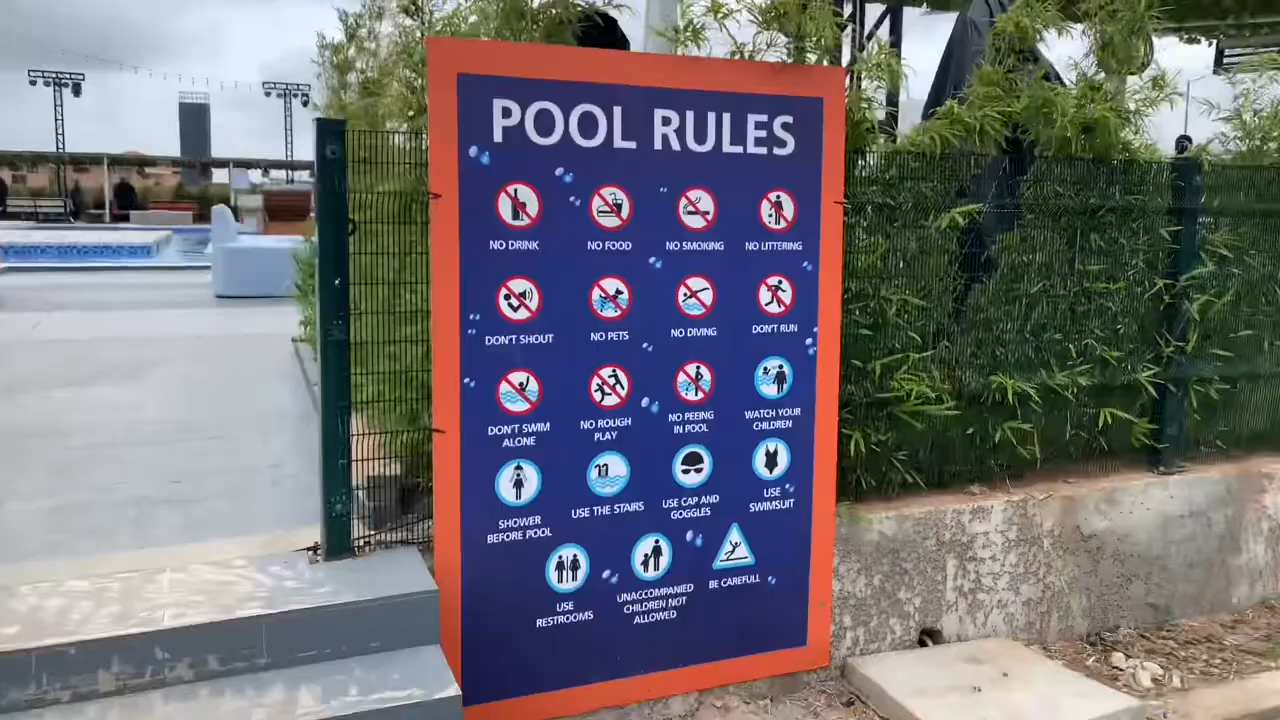 POOL RULES
NO DRINK
NO FOOD
NO SMOKING
NO LITTERING
DON'T SHOUT
NO PETS
NO DIVING
DON'T RUN
DON'T SWIM
ALONE
NO ROUGH
PLAY
NO PEEING
IN POOL
WATCH YOUR
CHILDREN
SHOWER
BEFORE POOL
USE THE STAIRS
USE CAP AND
GOGGLES
USE
SWIMSUIT
USE
RESTROOMS
UNACCOMPANIED
CHILDREN NOT
ALLOWED
BE CAREFULL